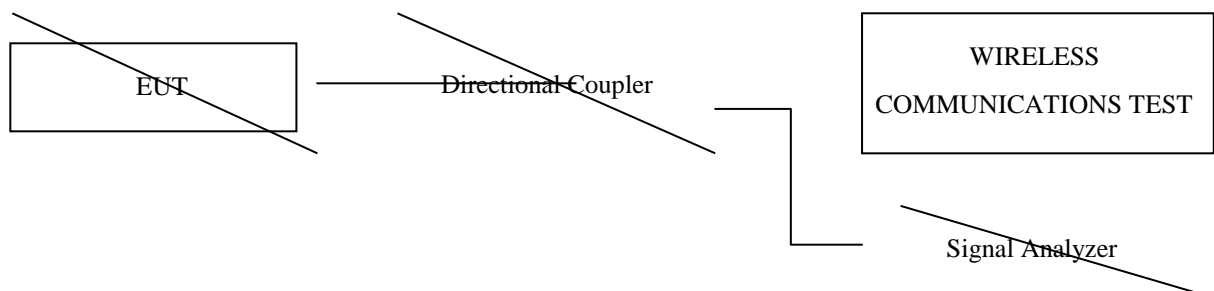 EUT
Directional Coupler
WIRELESS
COMMUNICATIONS TEST
Signal Analyzer